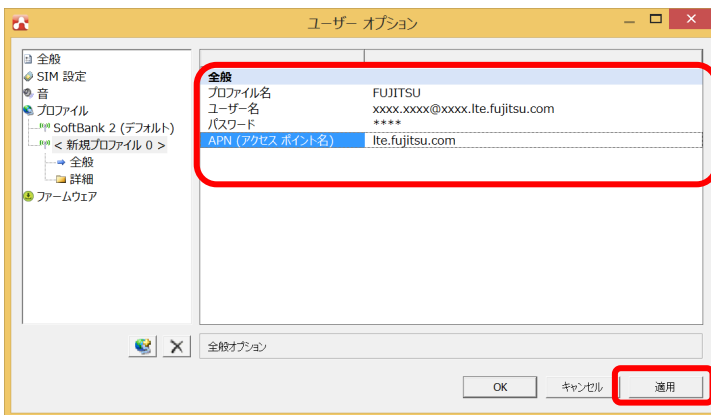 ユーザー オプション
全般
SIM 設定
音
プロファイル
SoftBank 2 (デフォルト)
< 新規プロファイル 0 >
全般
詳細
ファームウェア
全般
プロファイル名 FUJITSU
ユーザー名 xxxx.xxxx@xxxx.lte.fujitsu.com
パスワード ****
APN (アクセス ポイント名) lte.fujitsu.com
全般オプション
OK キャンセル 適用